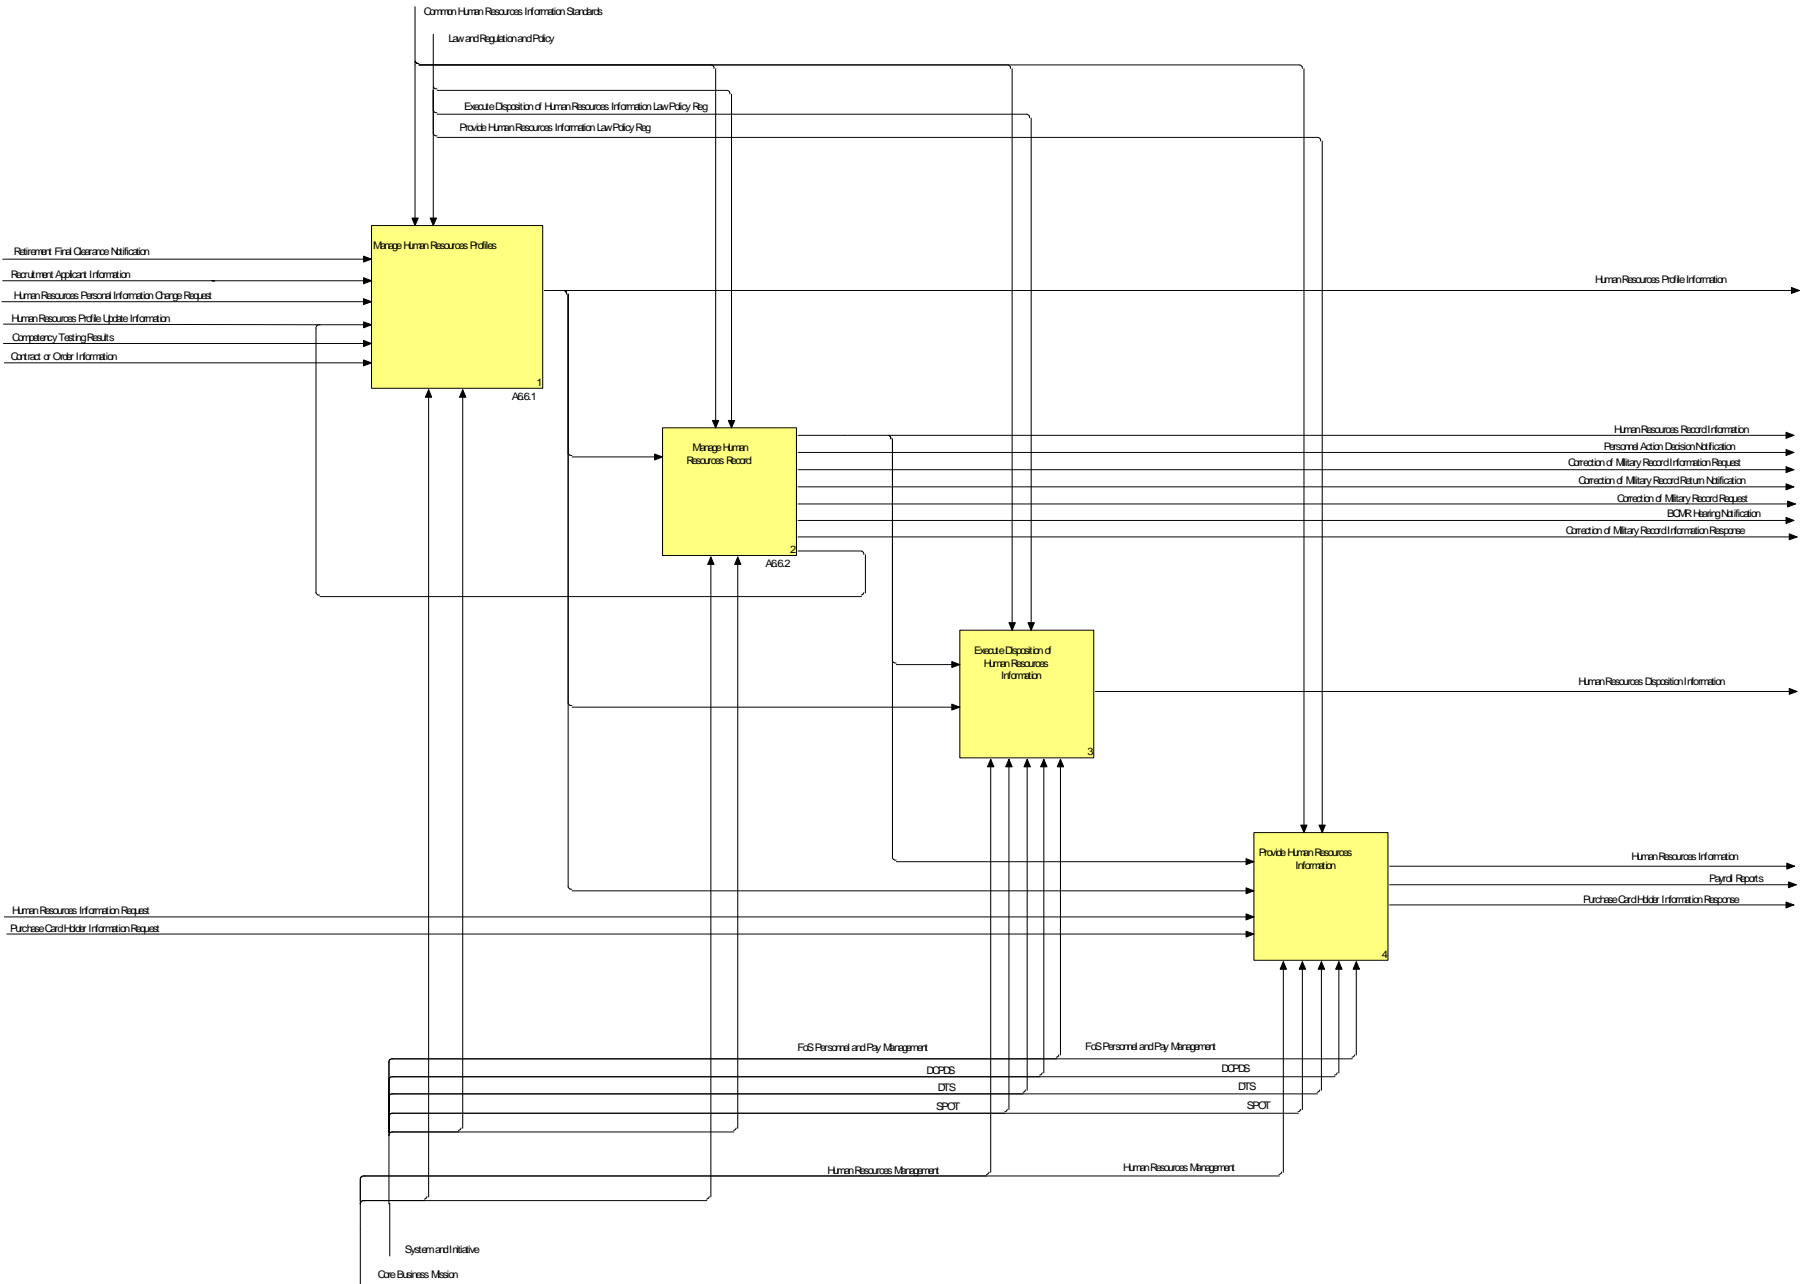 Common Human Resources Information Standards
Law and Regulation and Policy
Execute Disposition of Human Resources Information Law Policy Reg
Provide Human Resources Information Law Policy Reg
Retirement Final Clearance Notification
Recruitment Applicant Information
Human Resources Personal Information Change Request
Human Resources Profile Update Information
Competency Testing Results
Contract or Order Information
Manage Human Resources Profiles
1
A6.6.1
Human Resources Profile Information
Manage Human
Resources Record
2
A6.6.2
Human Resources Record Information
Personnel Action Decision Notification
Correction of Military Record Information Request
Correction of Military Record Return Notification
Correction of Military Record Request
BCMR Hearing Notification
Correction of Military Record Information Response
Execute Disposition of
Human Resources
Information
3
Human Resources Disposition Information
Provide Human Resources
Information
4
Human Resources Information
Payroll Reports
Purchase Card Holder Information Response
Human Resources Information Request
Purchase Card Holder Information Request
FoS Personnel and Pay Management
FoS Personnel and Pay Management
DCPDS
DCPDS
DTS
DTS
SPOT
SPOT
Human Resources Management
Human Resources Management
System and Initiative
Core Business Mission